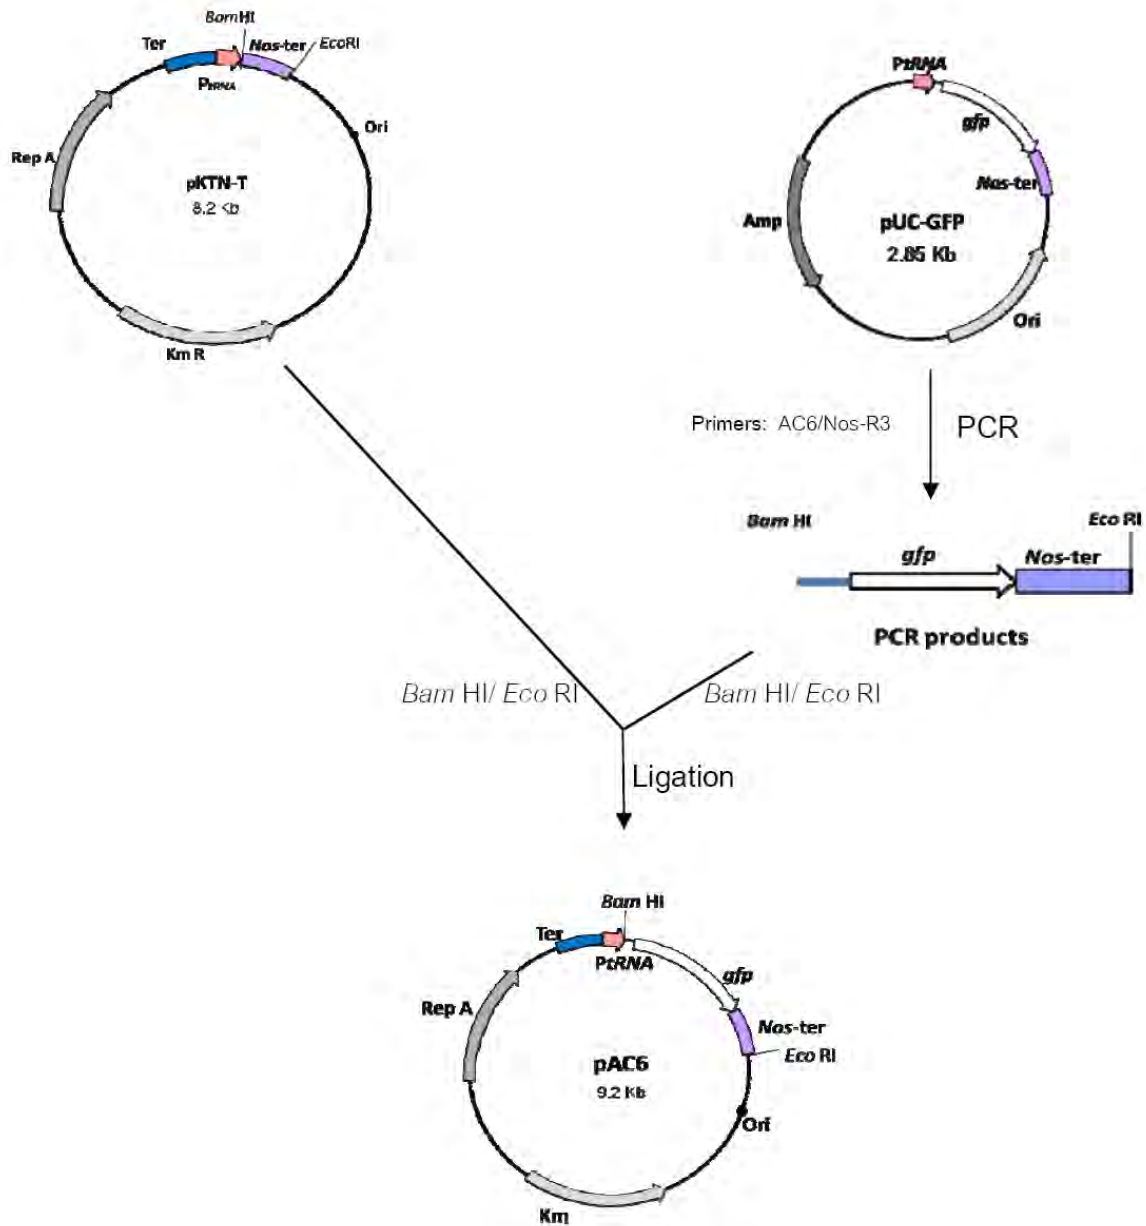 BamHI
Ter
Nos-ter
EcoRI
PtRNA
Ori
Rep A
pKTN-T
8.2 Kb
Km R
PtRNA
gfp
Nos-ter
Amp
pUC-GFP
2.85 Kb
Ori
Primers: AC6/Nos-R3
PCR
Bam HI
Eco RI
gfp
Nos-ter
PCR products
Bam HI/ Eco RI
Bam HI/ Eco RI
Ligation
Bam HI
Ter
PtRNA
gfp
Rep A
Nos-ter
Eco RI
pAC6
9.2 Kb
Ori
Km